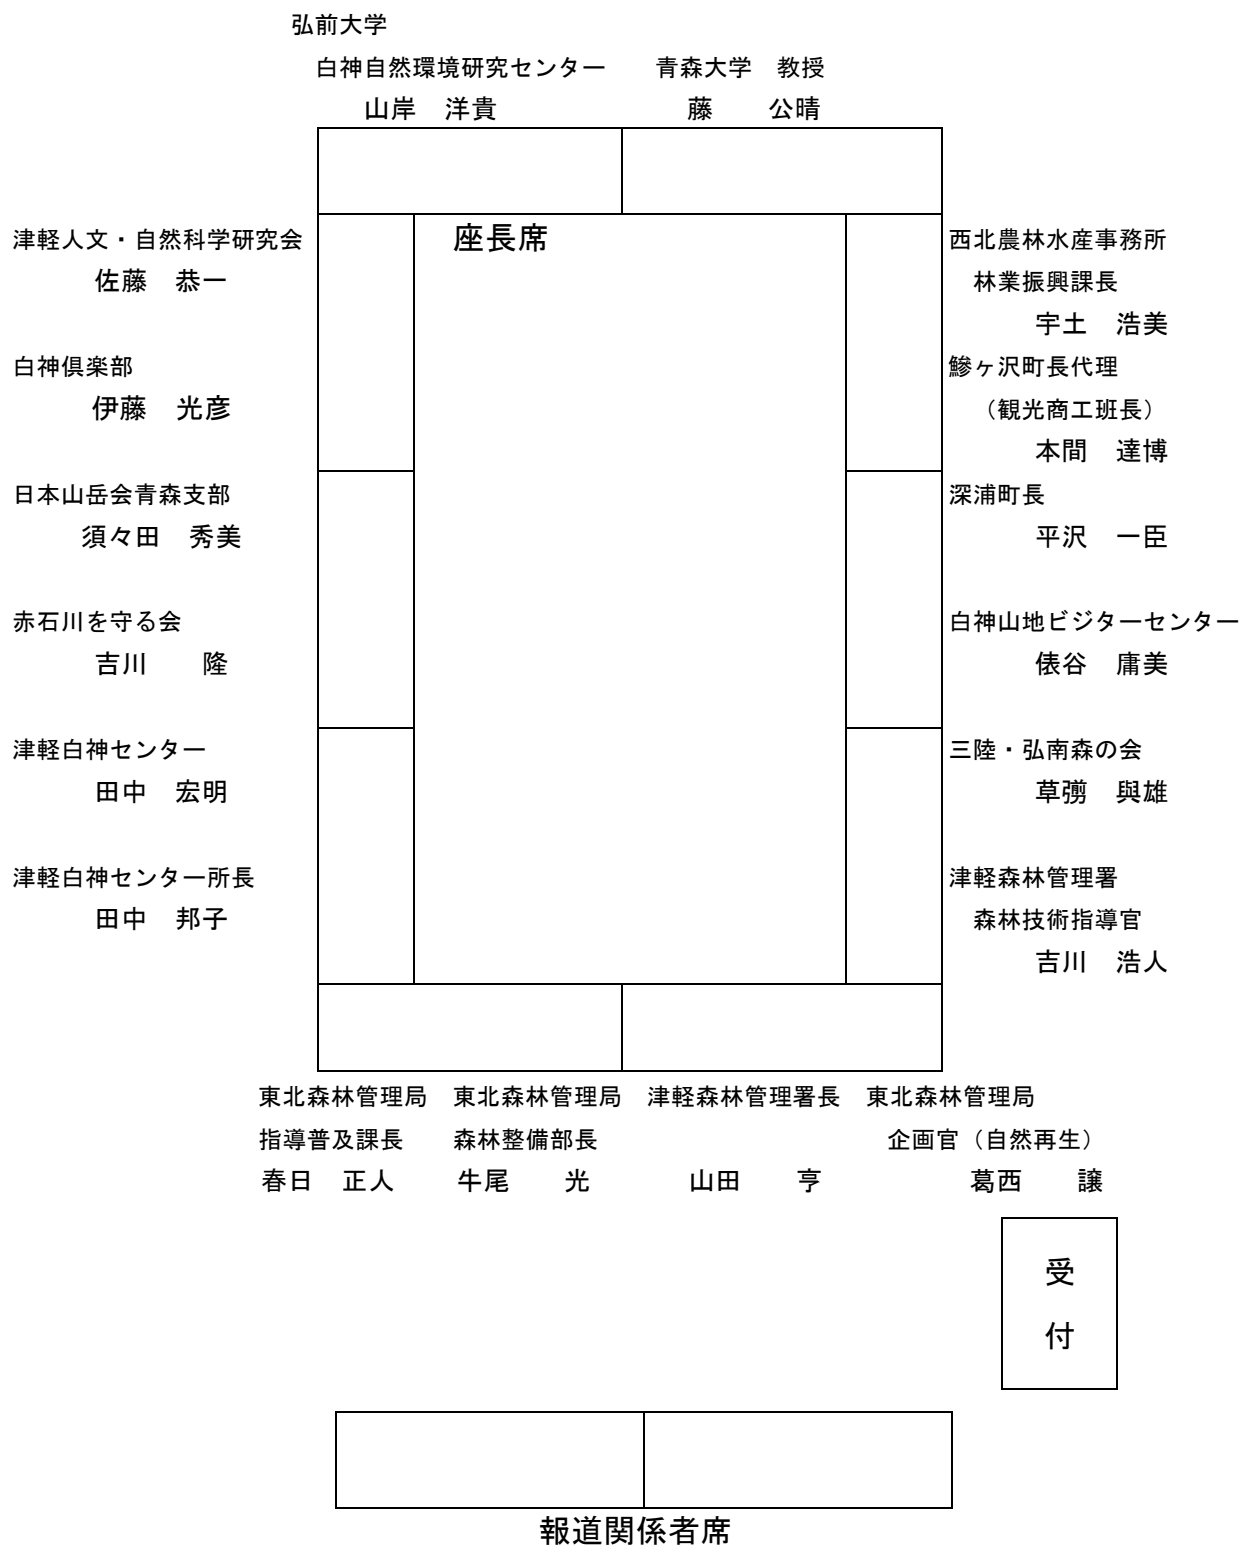 弘前大学
白神自然環境研究センター　　青森大学　教授
山岸　洋貴　　藤　　公晴
座長席
津軽人文・自然科学研究会
佐藤　恭一
白神倶楽部
伊藤　光彦
日本山岳会青森支部
須々田　秀美
赤石川を守る会
吉川　　隆
津軽白神センター
田中　宏明
津軽白神センター所長
田中　邦子
西北農林水産事務所
林業振興課長
宇土　浩美
鰺ヶ沢町長代理
（観光商工班長）
本間　達博
深浦町長
平沢　一臣
白神山地ビジターセンター
俵谷　庸美
三陸・弘南森の会
草彅　與雄
津軽森林管理署
森林技術指導官
吉川　浩人
東北森林管理局　東北森林管理局　津軽森林管理署長　東北森林管理局
指導普及課長　　森林整備部長　　企画官（自然再生）
春日　正人　　牛尾　　光　　山田　　亨　　葛西　　譲
受
付
報道関係者席